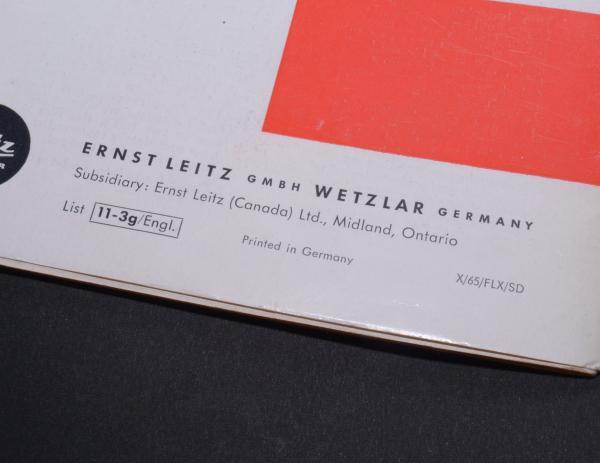 ERNST LEITZ GMBH WETZLAR GERMANY
Subsidiary: Ernst Leitz (Canada) Ltd., Midland, Ontario
List 11-3g/Engl.
Printed in Germany
X/65/FLX/SD